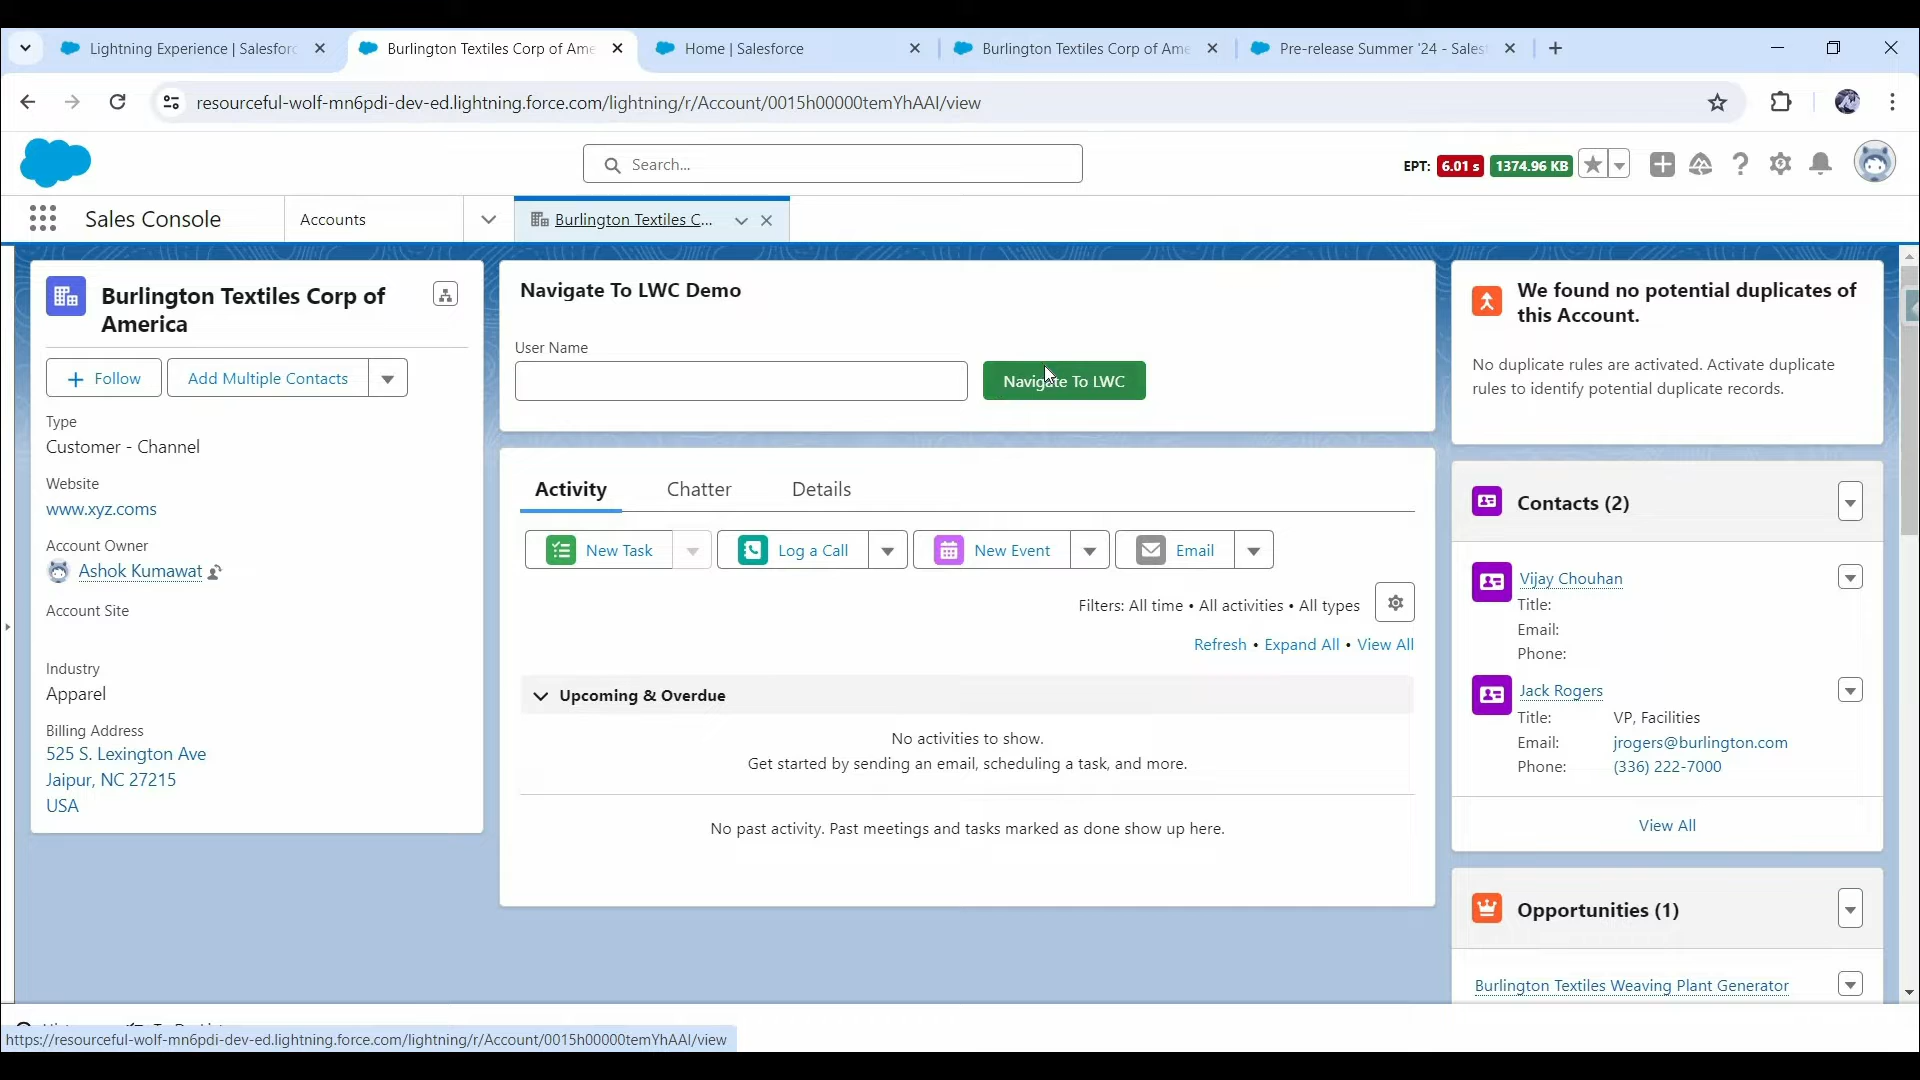 Lightning Experience | Salesforc
Burlington Textiles Corp of Ame
Home | Salesforce
Burlington Textiles Corp of Ame
Pre-release Summer '24 - Sales
resourceful-wolf-mn6pdi-dev-ed.lightning.force.com/lightning/r/Account/0015h00000temYhAAI/view
Search...
EPT: 6.01 s 1374.96 KB
Sales Console
Accounts
Burlington Textiles C...
Burlington Textiles Corp of
America
Follow
Add Multiple Contacts
Type
Customer - Channel
Website
www.xyz.coms
Account Owner
Ashok Kumawat
Account Site
Industry
Apparel
Billing Address
525 S. Lexington Ave
Jaipur, NC 27215
USA
Navigate To LWC Demo
User Name
Navigate To LWC
Activity
Chatter
Details
New Task
Log a Call
New Event
Email
Filters: All time • All activities • All types
Refresh • Expand All • View All
Upcoming & Overdue
No activities to show.
Get started by sending an email, scheduling a task, and more.
No past activity. Past meetings and tasks marked as done show up here.
We found no potential duplicates of
this Account.
No duplicate rules are activated. Activate duplicate
rules to identify potential duplicate records.
Contacts (2)
Vijay Chouhan
Title:
Email:
Phone:
Jack Rogers
Title: VP, Facilities
Email: jrogers@burlington.com
Phone: (336) 222-7000
View All
Opportunities (1)
Burlington Textiles Weaving Plant Generator
https://resourceful-wolf-mn6pdi-dev-ed.lightning.force.com/lightning/r/Account/0015h00000temYhAAI/view